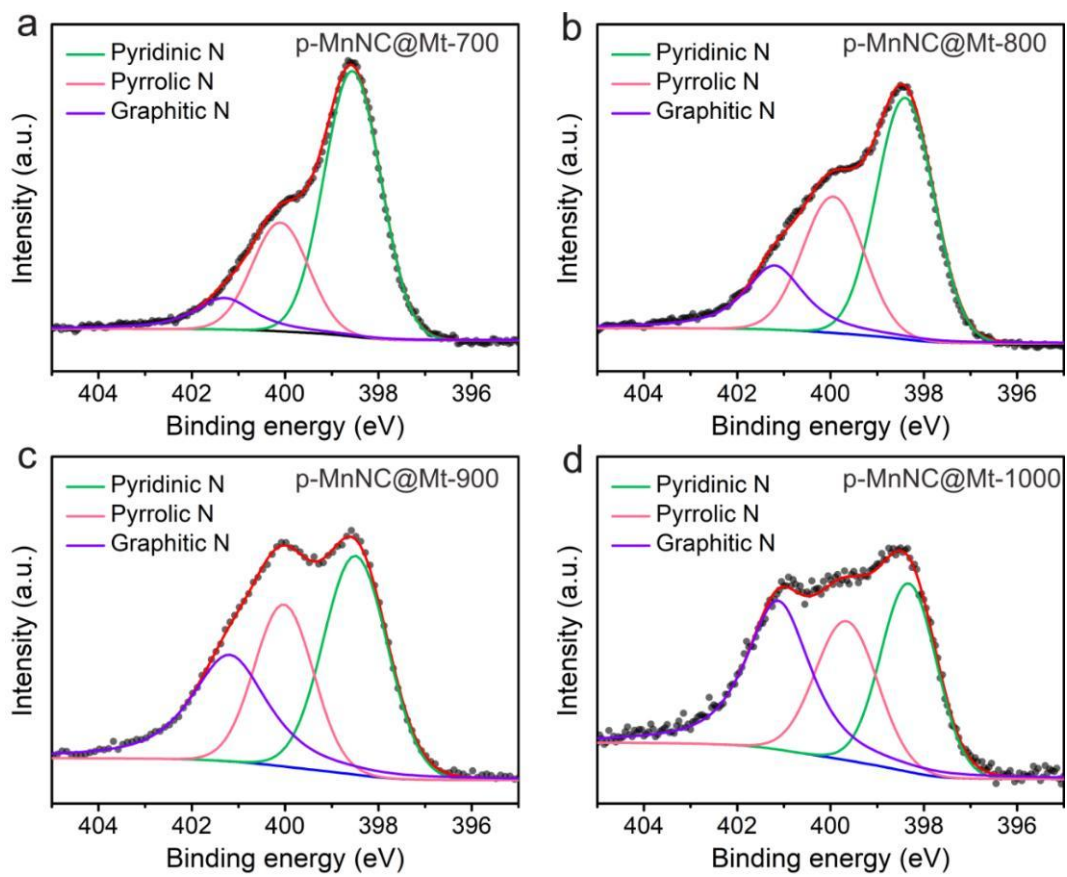 a
p-MnNC@Mt-700
Pyridinic N
Pyrrolic N
Graphitic N
Intensity (a.u.)
404 402 400 398 396
Binding energy (eV)
b
p-MnNC@Mt-800
Pyridinic N
Pyrrolic N
Graphitic N
Intensity (a.u.)
404 402 400 398 396
Binding energy (eV)
c
p-MnNC@Mt-900
Pyridinic N
Pyrrolic N
Graphitic N
Intensity (a.u.)
404 402 400 398 396
Binding energy (eV)
d
p-MnNC@Mt-1000
Pyridinic N
Pyrrolic N
Graphitic N
Intensity (a.u.)
404 402 400 398 396
Binding energy (eV)